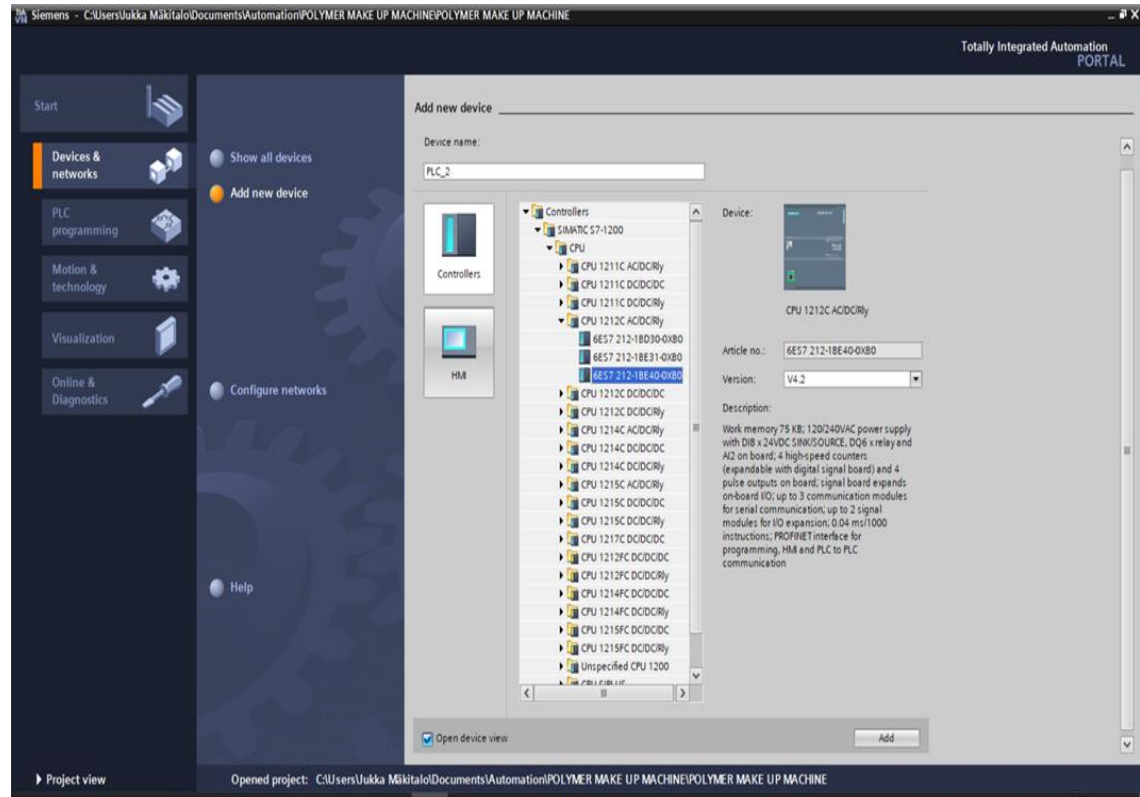 Siemens - C:\Users\Jukka Mäkitalo\Documents\Automation\POLYMER MAKE UP MACHINE\POLYMER MAKE UP MACHINE
Totally Integrated Automation
PORTAL
Start
Devices &
networks
PLC
programming
Motion &
technology
Visualization
Online &
Diagnostics
Show all devices
Add new device
Configure networks
Help
Add new device
Device name:
PLC_2
Controllers
HMI
Controllers
SIMATIC S7-1200
CPU
CPU 1211C AC/DC/Rly
CPU 1211C DC/DC/DC
CPU 1211C DC/DC/Rly
CPU 1212C AC/DC/Rly
6ES7 212-1BD30-0XB0
6ES7 212-1BE31-0XB0
6ES7 212-1BE40-0XB0
CPU 1212C DC/DC/DC
CPU 1212C DC/DC/Rly
CPU 1214C AC/DC/Rly
CPU 1214C DC/DC/DC
CPU 1214C DC/DC/Rly
CPU 1215C AC/DC/Rly
CPU 1215C DC/DC/DC
CPU 1215C DC/DC/Rly
CPU 1217C DC/DC/DC
CPU 1212FC DC/DC/DC
CPU 1212FC DC/DC/Rly
CPU 1214FC DC/DC/DC
CPU 1214FC DC/DC/Rly
CPU 1215FC DC/DC/DC
CPU 1215FC DC/DC/Rly
Unspecified CPU 1200
CPU SIPLUS
Device:
CPU 1212C AC/DC/Rly
Article no.: 6ES7 212-1BE40-0XB0
Version: V4.2
Description:
Work memory 75 KB; 120/240VAC power supply
with DI8 x 24VDC SINK/SOURCE, DQ6 x relay and
AI2 on board; 4 high-speed counters
(expandable with digital signal board) and 4
pulse outputs on board; signal board expands
on-board I/O; up to 3 communication modules
for serial communication; up to 2 signal
modules for I/O expansion; 0.04 ms/1000
instructions; PROFINET interface for
programming, HMI and PLC to PLC
communication
Open device view
Add
Project view
Opened project: C:\Users\Jukka Mäkitalo\Documents\Automation\POLYMER MAKE UP MACHINE\POLYMER MAKE UP MACHINE